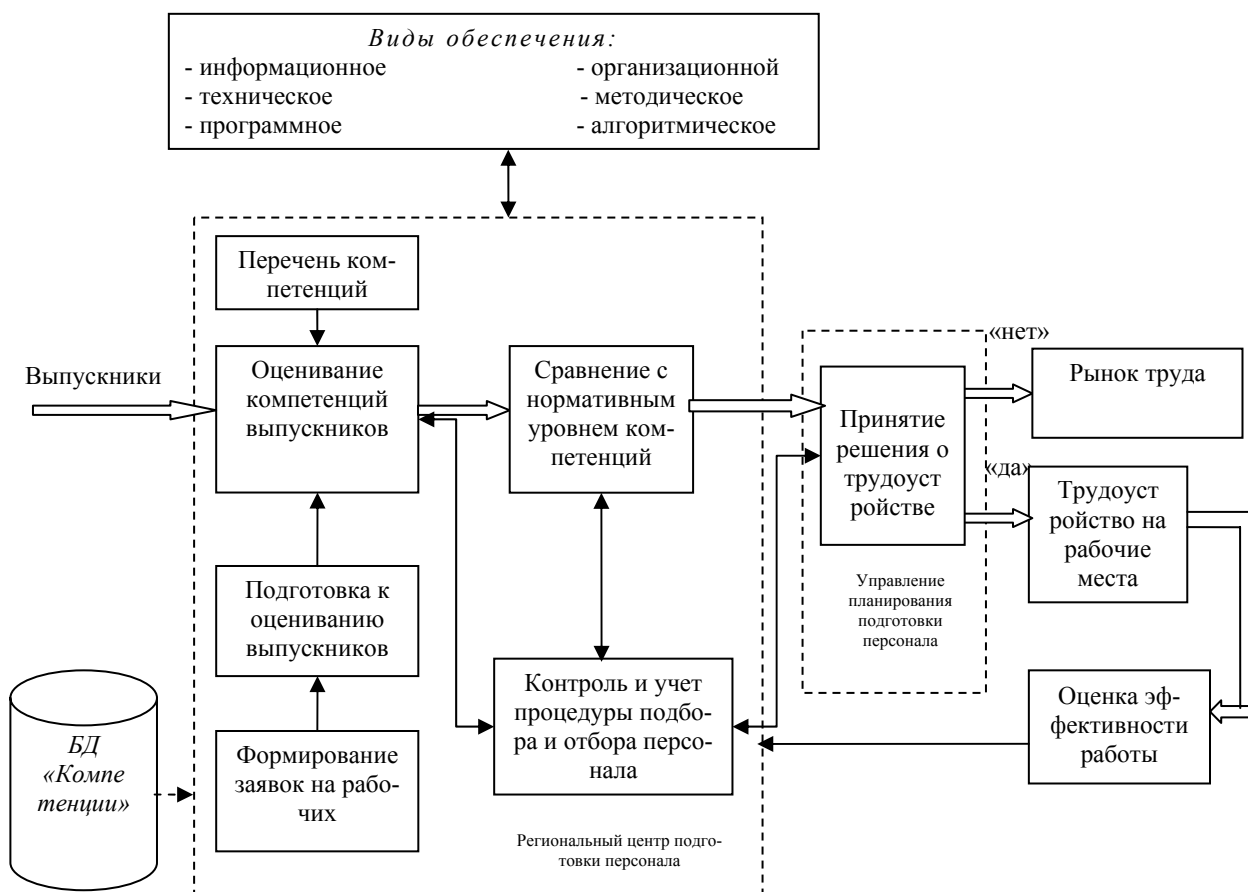 Виды обеспечения:
- информационное - организационной
- техническое - методическое
- программное - алгоритмическое
Перечень ком-
петенций
Выпускники
Оценивание
компетенций
выпускников
Сравнение с
нормативным
уровнем ком-
петенций
Принятие
решения о
трудоуст
ройстве
Управление
планирования
подготовки
персонала
«нет»
Рынок труда
«да»
Трудоуст
ройство на
рабочие
места
Подготовка к
оцениванию
выпускников
Контроль и учет
процедуры подбо-
ра и отбора персо-
нала
Оценка эф-
фективности
работы
БД
«Компе
тенции»
Формирование
заявок на рабо-
чих
Региональный центр подго-
товки персонала